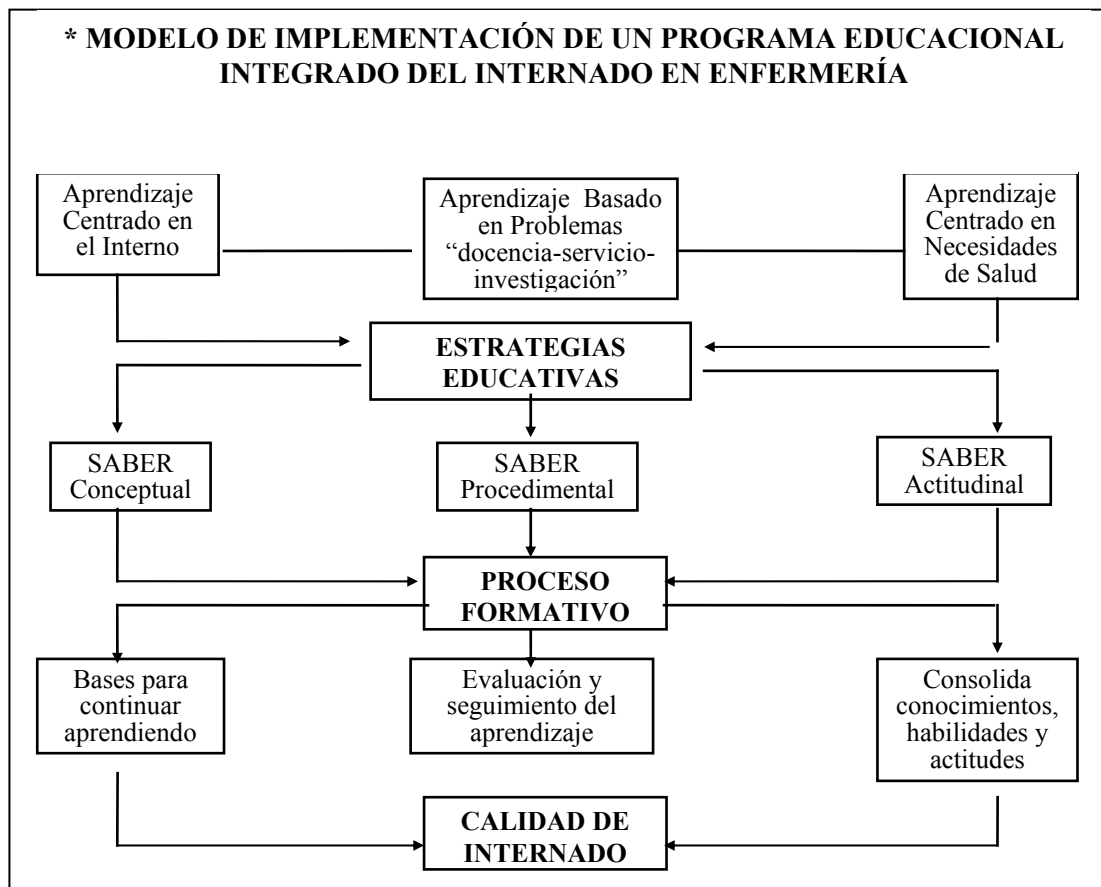 * MODELO DE IMPLEMENTACIÓN DE UN PROGRAMA EDUCACIONAL
INTEGRADO DEL INTERNADO EN ENFERMERÍA
Aprendizaje
Centrado en
el Interno
Aprendizaje Basado
en Problemas
“docencia-servicio-
investigación”
Aprendizaje
Centrado en
Necesidades
de Salud
ESTRATEGIAS
EDUCATIVAS
SABER
Conceptual
SABER
Procedimental
SABER
Actitudinal
PROCESO
FORMATIVO
Bases para
continuar
aprendiendo
Evaluación y
seguimiento del
aprendizaje
Consolida
conocimientos,
habilidades y
actitudes
CALIDAD DE
INTERNADO